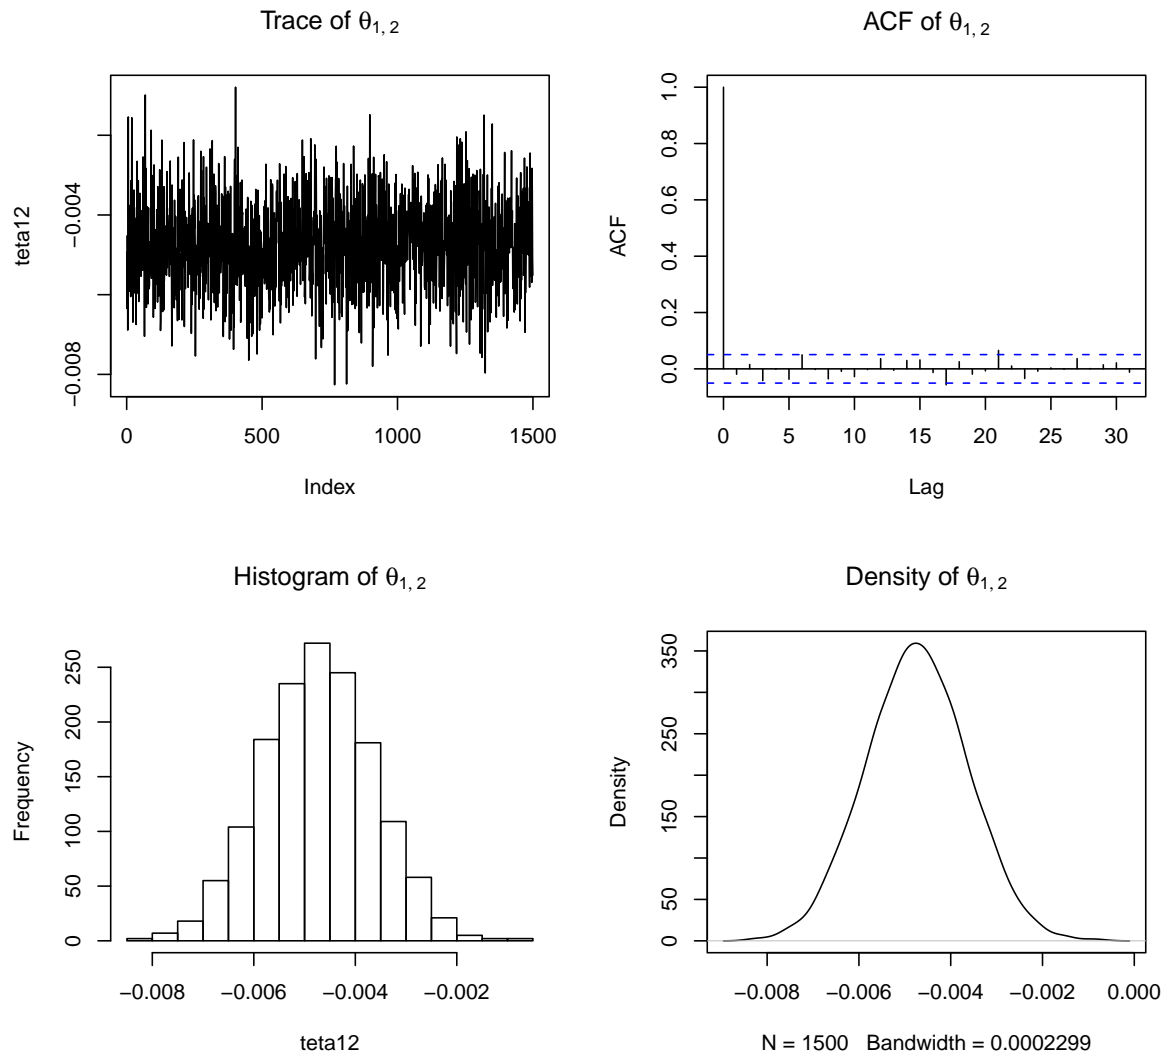 Trace of θ1, 2
teta12
−0.004
−0.008
0 500 1000 1500
Index
ACF of θ1, 2
ACF
1.0
0.8
0.6
0.4
0.2
0.0
0 5 10 15 20 25 30
Lag
Histogram of θ1, 2
Frequency
250
200
150
100
50
0
−0.008 −0.006 −0.004 −0.002
teta12
Density of θ1, 2
Density
350
250
150
50
0
−0.008 −0.006 −0.004 −0.002 0.000
N = 1500 Bandwidth = 0.0002299